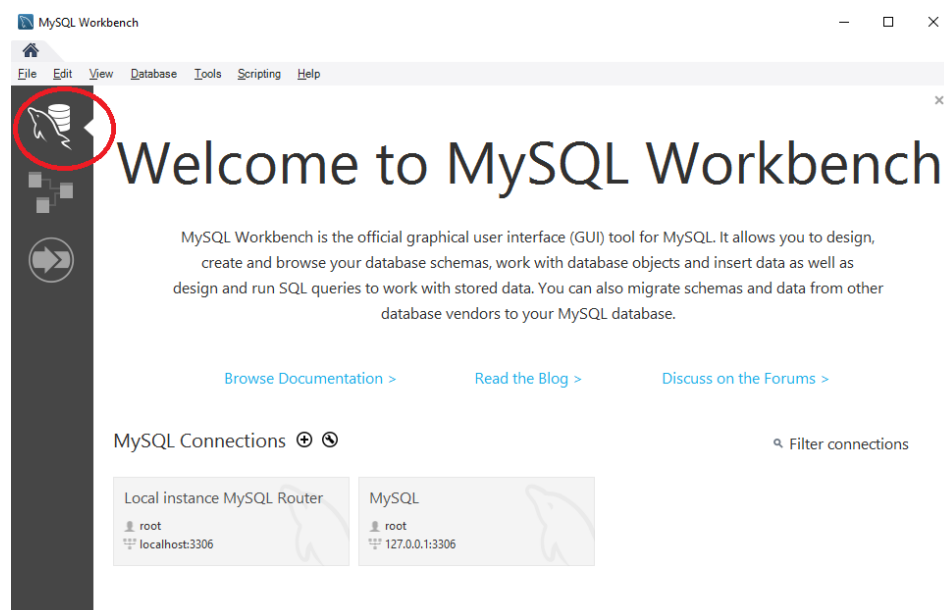 MySQL Workbench
File Edit View Database Tools Scripting Help
Welcome to MySQL Workbench
MySQL Workbench is the official graphical user interface (GUI) tool for MySQL. It allows you to design,
create and browse your database schemas, work with database objects and insert data as well as
design and run SQL queries to work with stored data. You can also migrate schemas and data from other
database vendors to your MySQL database.
Browse Documentation > Read the Blog > Discuss on the Forums >
MySQL Connections Filter connections
Local instance MySQL Router MySQL
root root
localhost:3306 127.0.0.1:3306